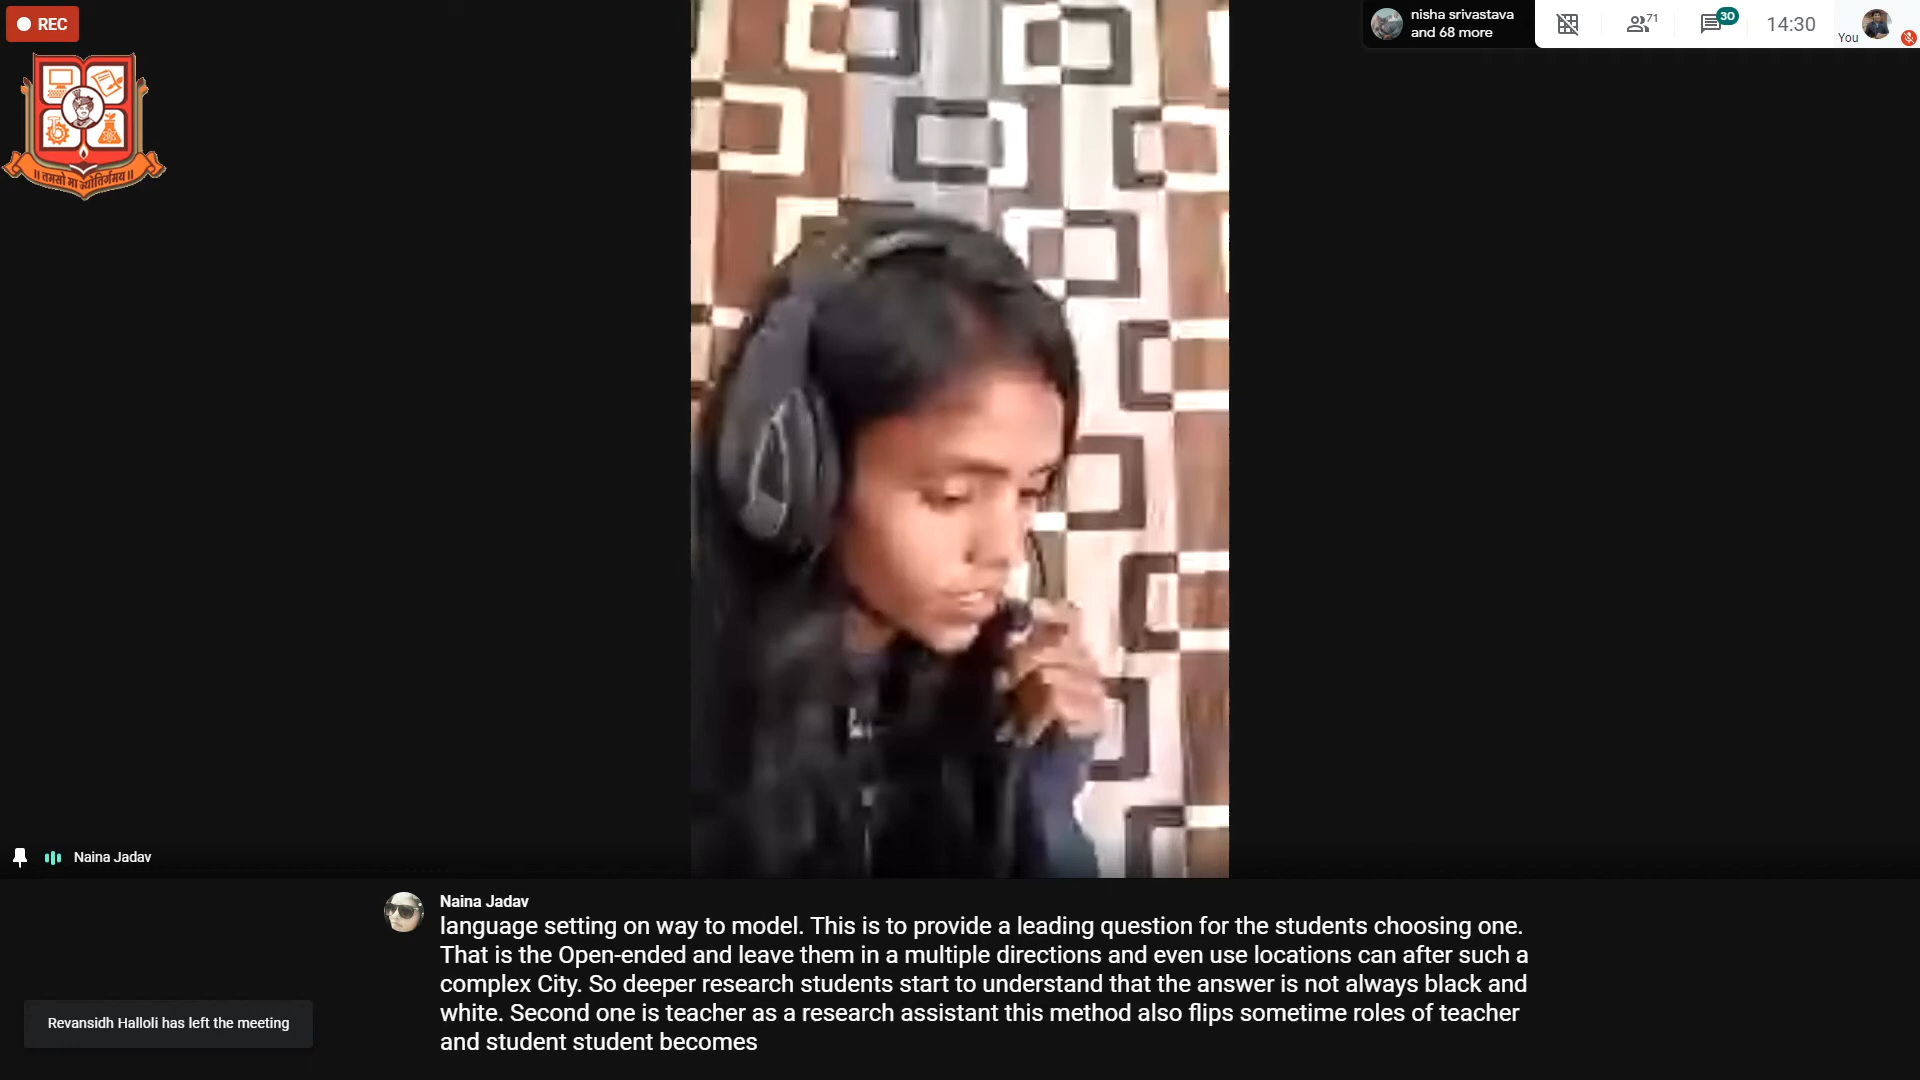 REC
nisha srivastava
and 68 more
71
30
14:30
You
॥ तमसो मा ज्योतिर्गमय ॥
Naina Jadav
Naina Jadav
language setting on way to model. This is to provide a leading question for the students choosing one.
That is the Open-ended and leave them in a multiple directions and even use locations can after such a
complex City. So deeper research students start to understand that the answer is not always black and
white. Second one is teacher as a research assistant this method also flips sometime roles of teacher
and student student becomes
Revansidh Halloli has left the meeting